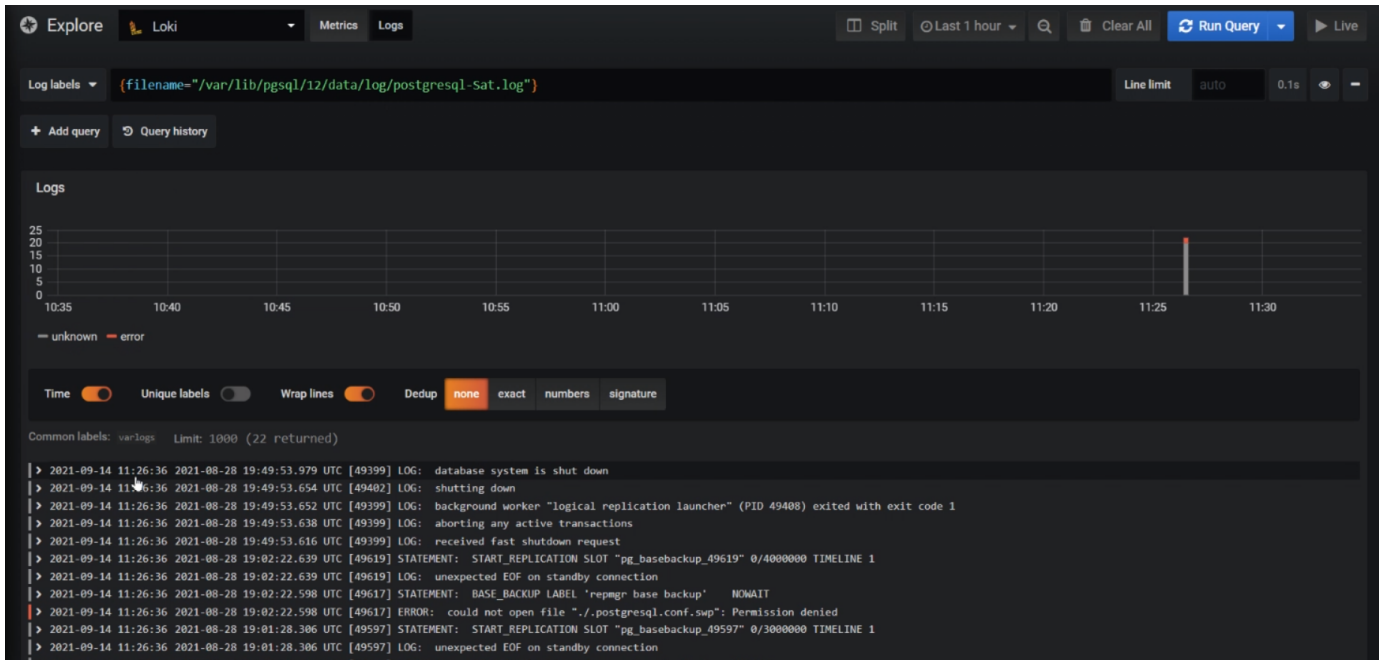 Explore Loki Metrics Logs Split Last 1 hour Clear All Run Query Live
Log labels {filename="/var/lib/pgsql/12/data/log/postgresql-Sat.log"} Line limit auto 0.1s
+ Add query Query history
Logs
25
20
15
10
5
0
10:35 10:40 10:45 10:50 10:55 11:00 11:05 11:10 11:15 11:20 11:25 11:30
unknown error
Time Unique labels Wrap lines Dedup none exact numbers signature
Common labels: varlogs Limit: 1000 (22 returned)
> 2021-09-14 11:26:36 2021-08-28 19:49:53.979 UTC [49399] LOG: database system is shut down
> 2021-09-14 11:26:36 2021-08-28 19:49:53.654 UTC [49402] LOG: shutting down
> 2021-09-14 11:26:36 2021-08-28 19:49:53.652 UTC [49399] LOG: background worker "logical replication launcher" (PID 49408) exited with exit code 1
> 2021-09-14 11:26:36 2021-08-28 19:49:53.638 UTC [49399] LOG: aborting any active transactions
> 2021-09-14 11:26:36 2021-08-28 19:49:53.616 UTC [49399] LOG: received fast shutdown request
> 2021-09-14 11:26:36 2021-08-28 19:02:22.639 UTC [49619] STATEMENT: START_REPLICATION SLOT "pg_basebackup_49619" 0/4000000 TIMELINE 1
> 2021-09-14 11:26:36 2021-08-28 19:02:22.639 UTC [49619] LOG: unexpected EOF on standby connection
> 2021-09-14 11:26:36 2021-08-28 19:02:22.598 UTC [49617] STATEMENT: BASE_BACKUP LABEL 'repmgr base backup' NOWAIT
> 2021-09-14 11:26:36 2021-08-28 19:02:22.598 UTC [49617] ERROR: could not open file "./.postgresql.conf.swp": Permission denied
> 2021-09-14 11:26:36 2021-08-28 19:01:28.306 UTC [49597] STATEMENT: START_REPLICATION SLOT "pg_basebackup_49597" 0/3000000 TIMELINE 1
> 2021-09-14 11:26:36 2021-08-28 19:01:28.306 UTC [49597] LOG: unexpected EOF on standby connection